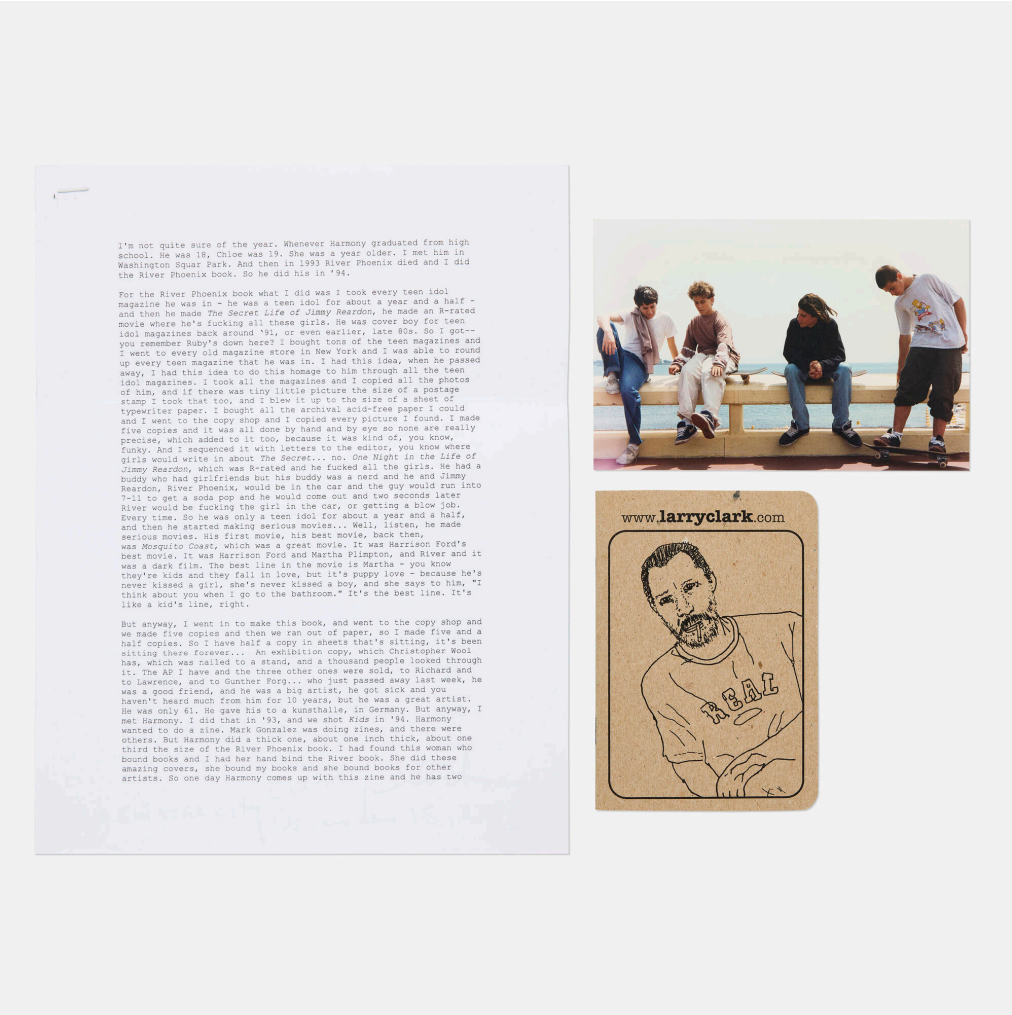 I'm not quite sure of the year. Whenever Harmony graduated from high
school. He was 18, Chloe was 19. She was a year older. I met him in
Washington Squar Park. And then in 1993 River Phoenix died and I did
the River Phoenix book. So he did his in '94.
For the River Phoenix book what I did was I took every teen idol
magazine he was in - he was a teen idol for about a year and a half -
and then he made The Secret Life of Jimmy Reardon, he made an R-rated
movie where he's fucking all these girls. He was cover boy for teen
idol magazines back around '91, or even earlier, late 80s. So I got--
you remember Ruby's down here? I bought tons of the teen magazines and
I went to every old magazine store in New York and I was able to round
up every teen magazine that he was in. I had this idea, when he passed
away, I had this idea to do this homage to him through all the teen
idol magazines. I took all the magazines and I copied all the photos
of him, and if there was tiny little picture the size of a postage
stamp I took that too, and I blew it up to the size of a sheet of
typewriter paper. I bought all the archival acid-free paper I could
and I went to the copy shop and I copied every picture I found. I made
five copies and it was all done by hand and by eye so none are really
precise, which added to it too, because it was kind of, you know,
funky. And I sequenced it with letters to the editor, you know where
girls would write in about The Secret... no. One Night in the Life of
Jimmy Reardon, which was R-rated and he fucked all the girls. He had a
buddy who had girlfriends but his buddy was a nerd and he and Jimmy
Reardon, River Phoenix, would be in the car and the guy would run into
7-11 to get a soda pop and he would come out and two seconds later
River would be fucking the girl in the car, or getting a blow job.
Every time. So he was only a teen idol for about a year and a half,
and then he started making serious movies... Well, listen, he made
serious movies. His first movie, his best movie, back then,
was Mosquito Coast, which was a great movie. It was Harrison Ford's
best movie. It was Harrison Ford and Martha Plimpton, and River and it
was a dark film. The best line in the movie is Martha - you know
they're kids and they fall in love, but it's puppy love - because he's
never kissed a girl, she's never kissed a boy, and she says to him, "I
think about you when I go to the bathroom." It's the best line. It's
like a kid's line, right.
But anyway, I went in to make this book, and went to the copy shop and
we made five copies and then we ran out of paper, so I made five and a
half copies. So I have half a copy in sheets that's sitting, it's been
sitting there forever... An exhibition copy, which Christopher Wool
has, which was nailed to a stand, and a thousand people looked through
it. The AP I have and the three other ones were sold, to Richard and
to Lawrence, and to Gunther Forg... who just passed away last week, he
was a good friend, and he was a big artist, he got sick and you
haven't heard much from him for 10 years, but he was a great artist.
He was only 61. He gave his to a kunsthalle, in Germany. But anyway, I
met Harmony. I did that in '93, and we shot Kids in '94. Harmony
wanted to do a zine. Mark Gonzalez was doing zines, and there were
others. But Harmony did a thick one, about one inch thick, about one
third the size of the River Phoenix book. I had found this woman who
bound books and I had her hand bind the River book. She did these
amazing covers, she bound my books and she bound books for other
artists. So one day Harmony comes up with this zine and he has two
www.larryclark.com
REAL